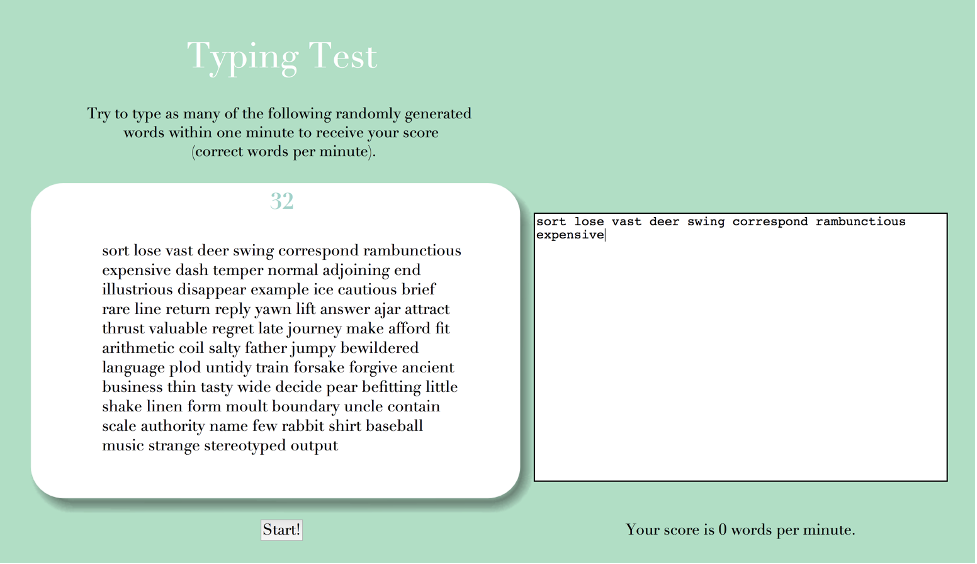 Typing Test
Try to type as many of the following randomly generated
words within one minute to receive your score
(correct words per minute).
32
sort lose vast deer swing correspond rambunctious
expensive dash temper normal adjoining end
illustrious disappear example ice cautious brief
rare line return reply yawn lift answer ajar attract
thrust valuable regret late journey make afford fit
arithmetic coil salty father jumpy bewildered
language plod untidy train forsake forgive ancient
business thin tasty wide decide pear befitting little
shake linen form moult boundary uncle contain
scale authority name few rabbit shirt baseball
music strange stereotyped output
sort lose vast deer swing correspond rambunctious
expensive
Start!
Your score is 0 words per minute.